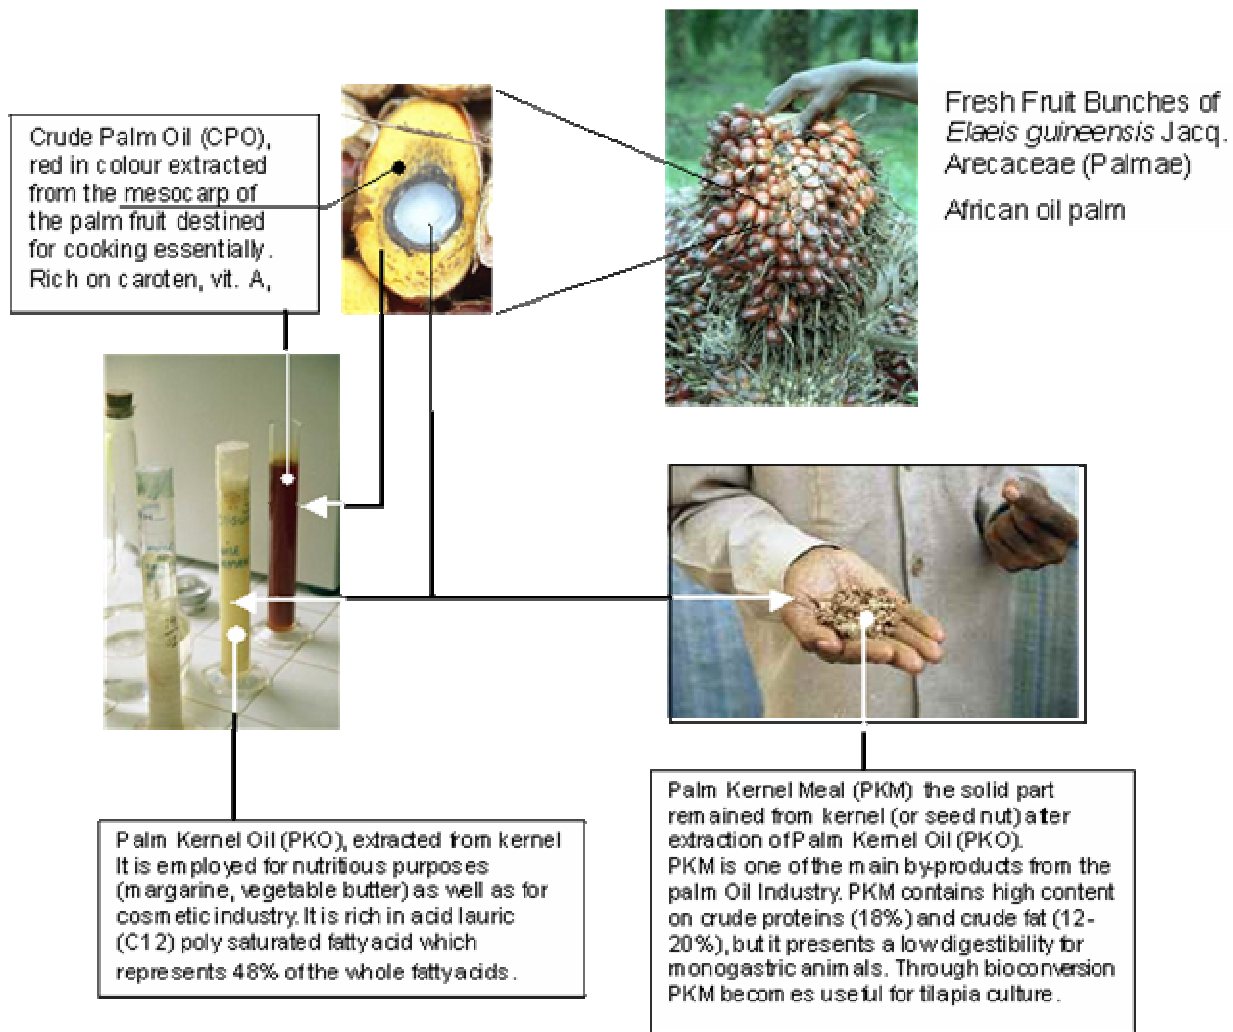 Fresh Fruit Bunches of
Elaeis guineensis Jacq.
Arecaceae (Palmae)
African oil palm
Crude Palm Oil (CPO),
red in colour extracted
from the mesocarp of
the palm fruit destined
for cooking essentially.
Rich on caroten, vit. A,
Palm Kernel Oil (PKO), extracted from kernel
It is employed for nutritious purposes
(margarine, vegetable butter) as well as for
cosmetic industry. It is rich in acid lauric
(C12) poly saturated fatty acid which
represents 48% of the whole fatty acids.
Palm Kernel Meal (PKM) the solid part
remained from kernel (or seed nut) after
extraction of Palm Kernel Oil (PKO).
PKM is one of the main by-products from the
palm Oil Industry. PKM contains high content
on crude proteins (18%) and crude fat (12-
20%), but it presents a low digestibility for
monogastric animals. Through bioconversion
PKM becomes useful for tilapia culture.